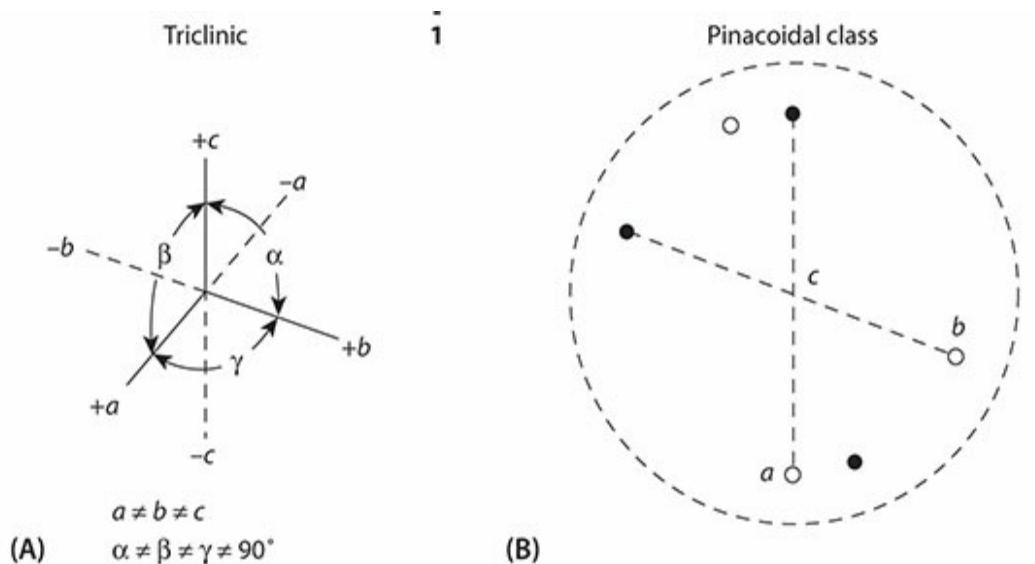 Triclinic
1̅
Pinacoidal class
+c
–a
–b
β
α
γ
+b
+a
–c
a ≠ b ≠ c
α ≠ β ≠ γ ≠ 90°
(A)
c
b
a
(B)